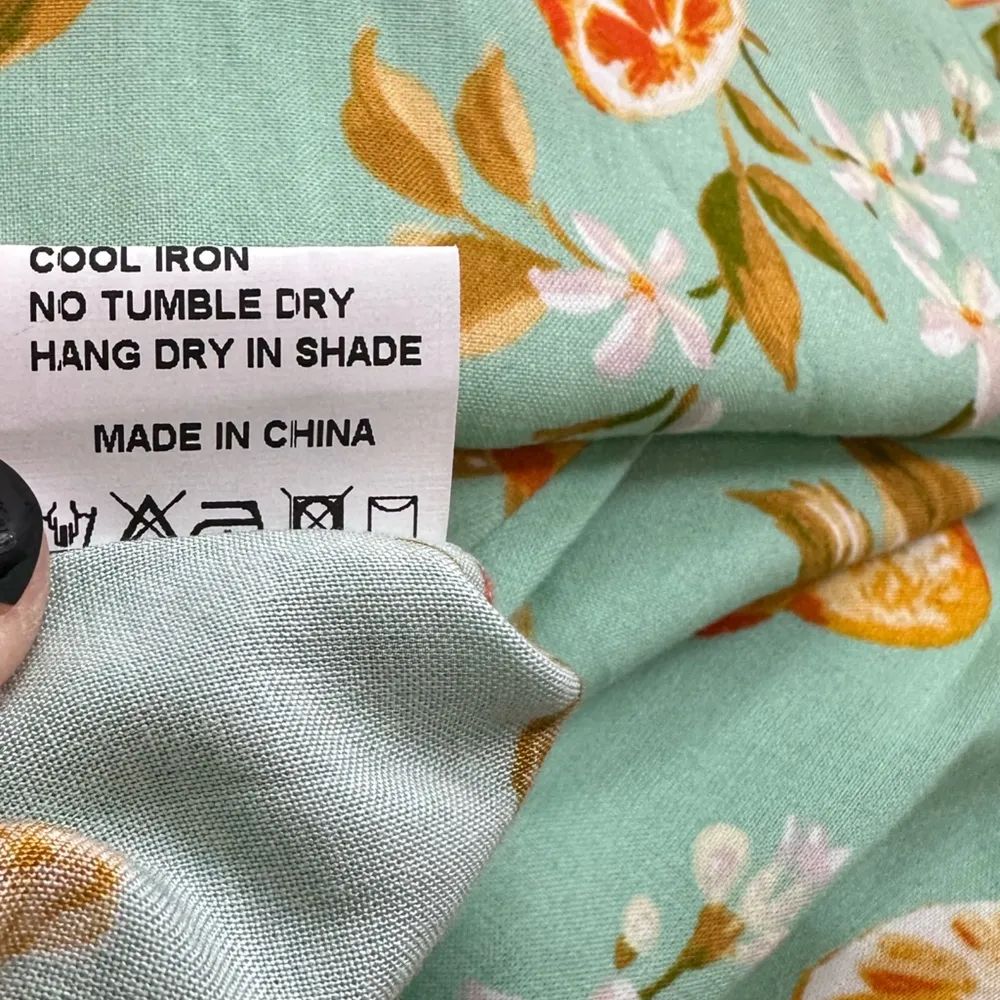 COOL IRON
NO TUMBLE DRY
HANG DRY IN SHADE
MADE IN CHINA